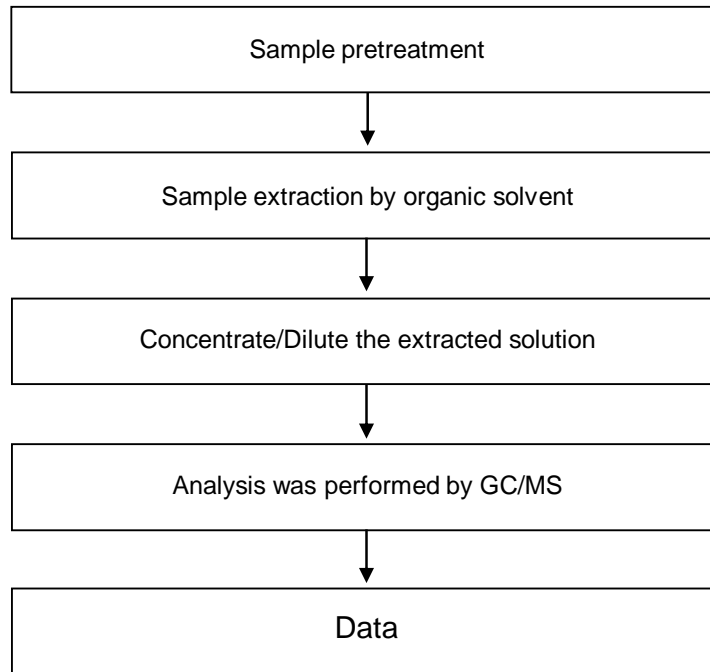 Sample pretreatment
Sample extraction by organic solvent
Concentrate/Dilute the extracted solution
Analysis was performed by GC/MS
Data